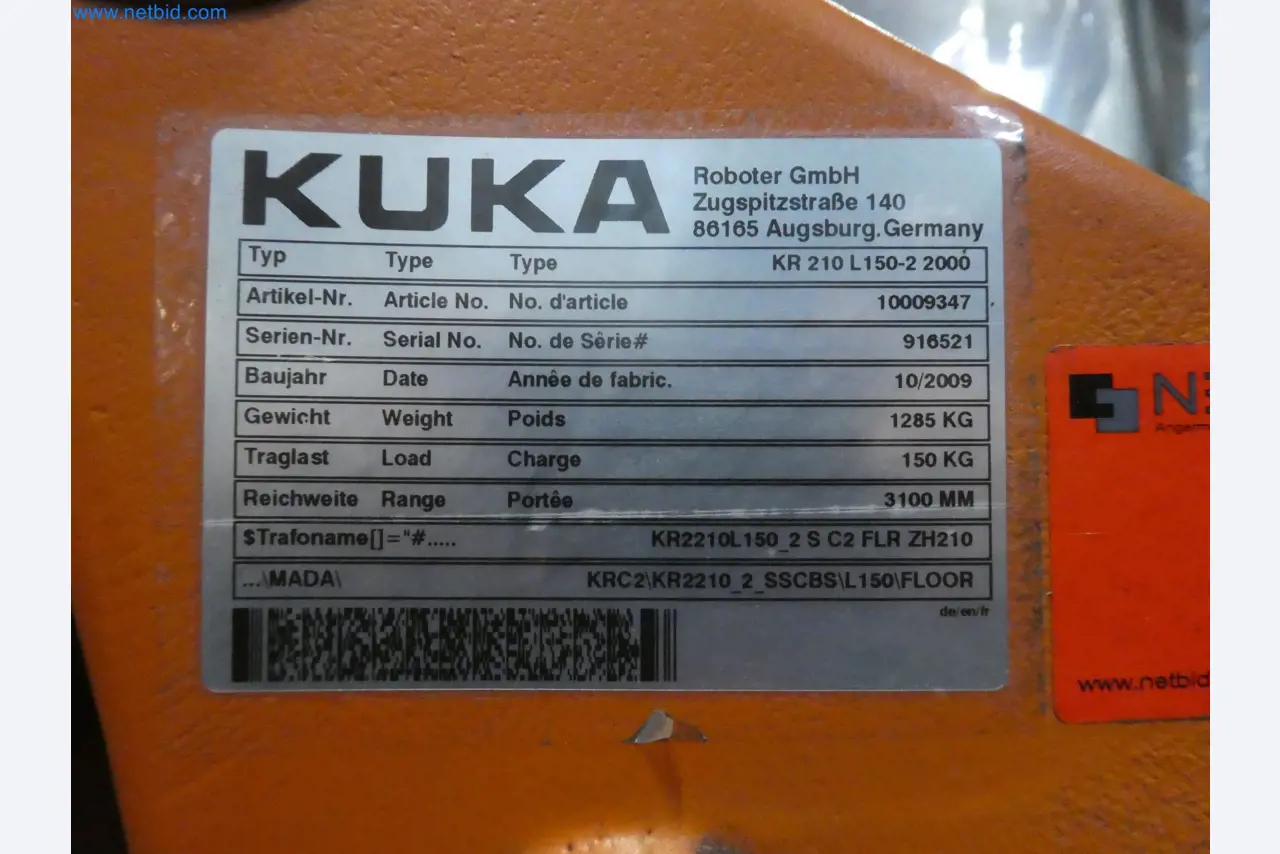 www.netbid.com
KUKA
Roboter GmbH
Zugspitzstraße 140
86165 Augsburg.Germany
Typ Type Type KR 210 L150-2 2000
Artikel-Nr. Article No. No. d'article 10009347
Serien-Nr. Serial No. No. de Sêrie# 916521
Baujahr Date Annêe de fabric. 10/2009
Gewicht Weight Poids 1285 KG
Traglast Load Charge 150 KG
Reichweite Range Portêe 3100 MM
$Trafoname[]="#..... KR2210L150_2 S C2 FLR ZH210
...\MADA\ KRC2\KR2210_2_SSCBS\L150\FLOOR
de/en/fr
www.netbid